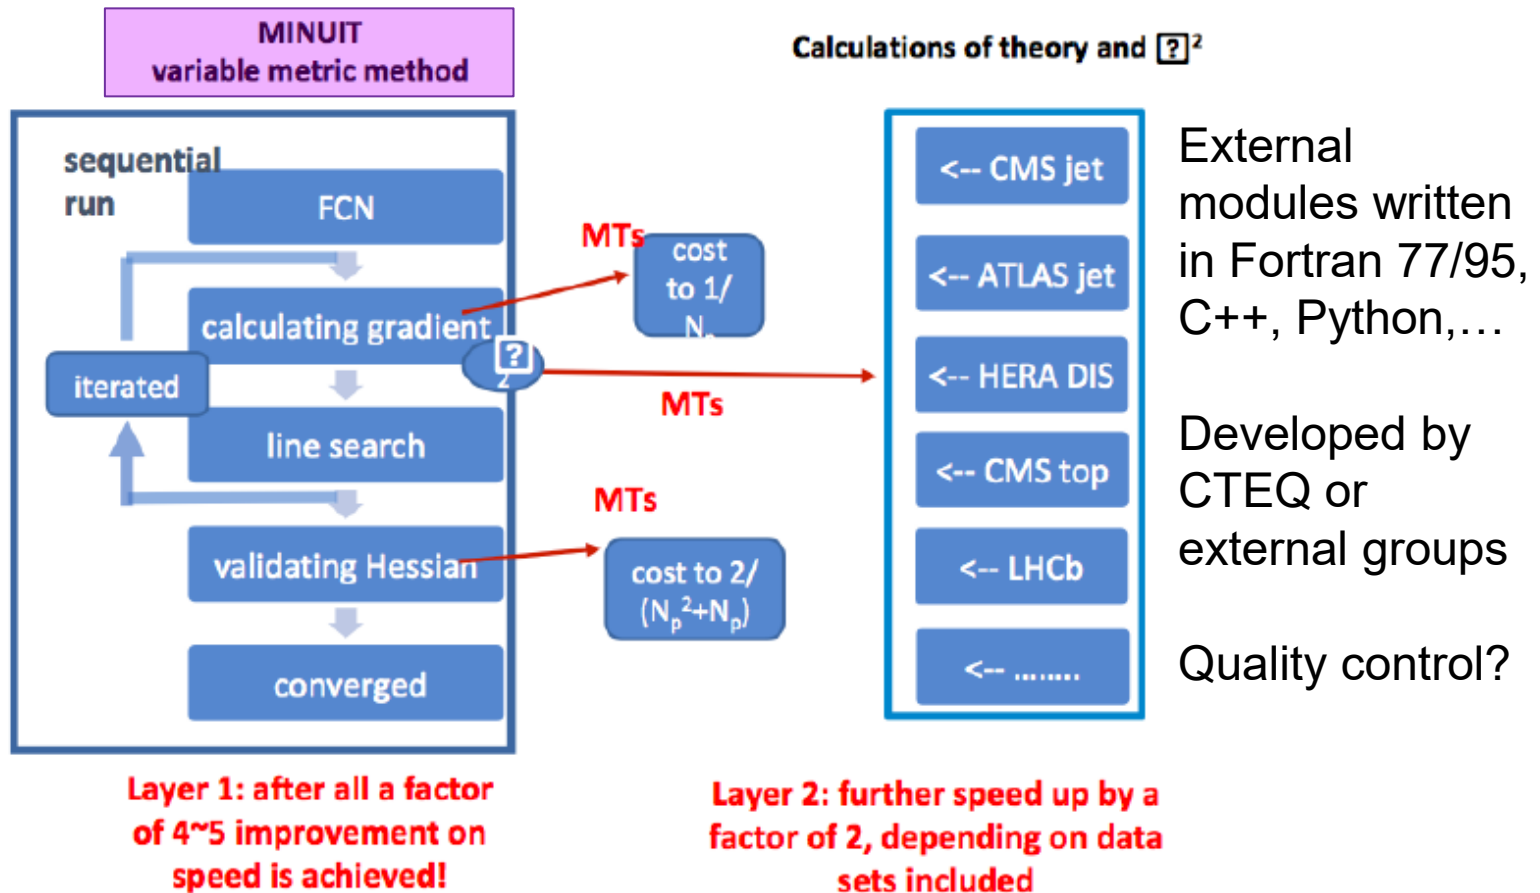 MINUIT
variable metric method
Calculations of theory and ?²
sequential
run
FCN
calculating gradient
?
2
iterated
line search
validating Hessian
converged
MTs
cost
to 1/
N
MTs
MTs
cost to 2/
(Nₚ²+Nₚ)
<-- CMS jet
<-- ATLAS jet
<-- HERA DIS
<-- CMS top
<-- LHCb
<-- ........
External
modules written
in Fortran 77/95,
C++, Python,…
Developed by
CTEQ or
external groups
Quality control?
Layer 1: after all a factor
of 4~5 improvement on
speed is achieved!
Layer 2: further speed up by a
factor of 2, depending on data
sets included